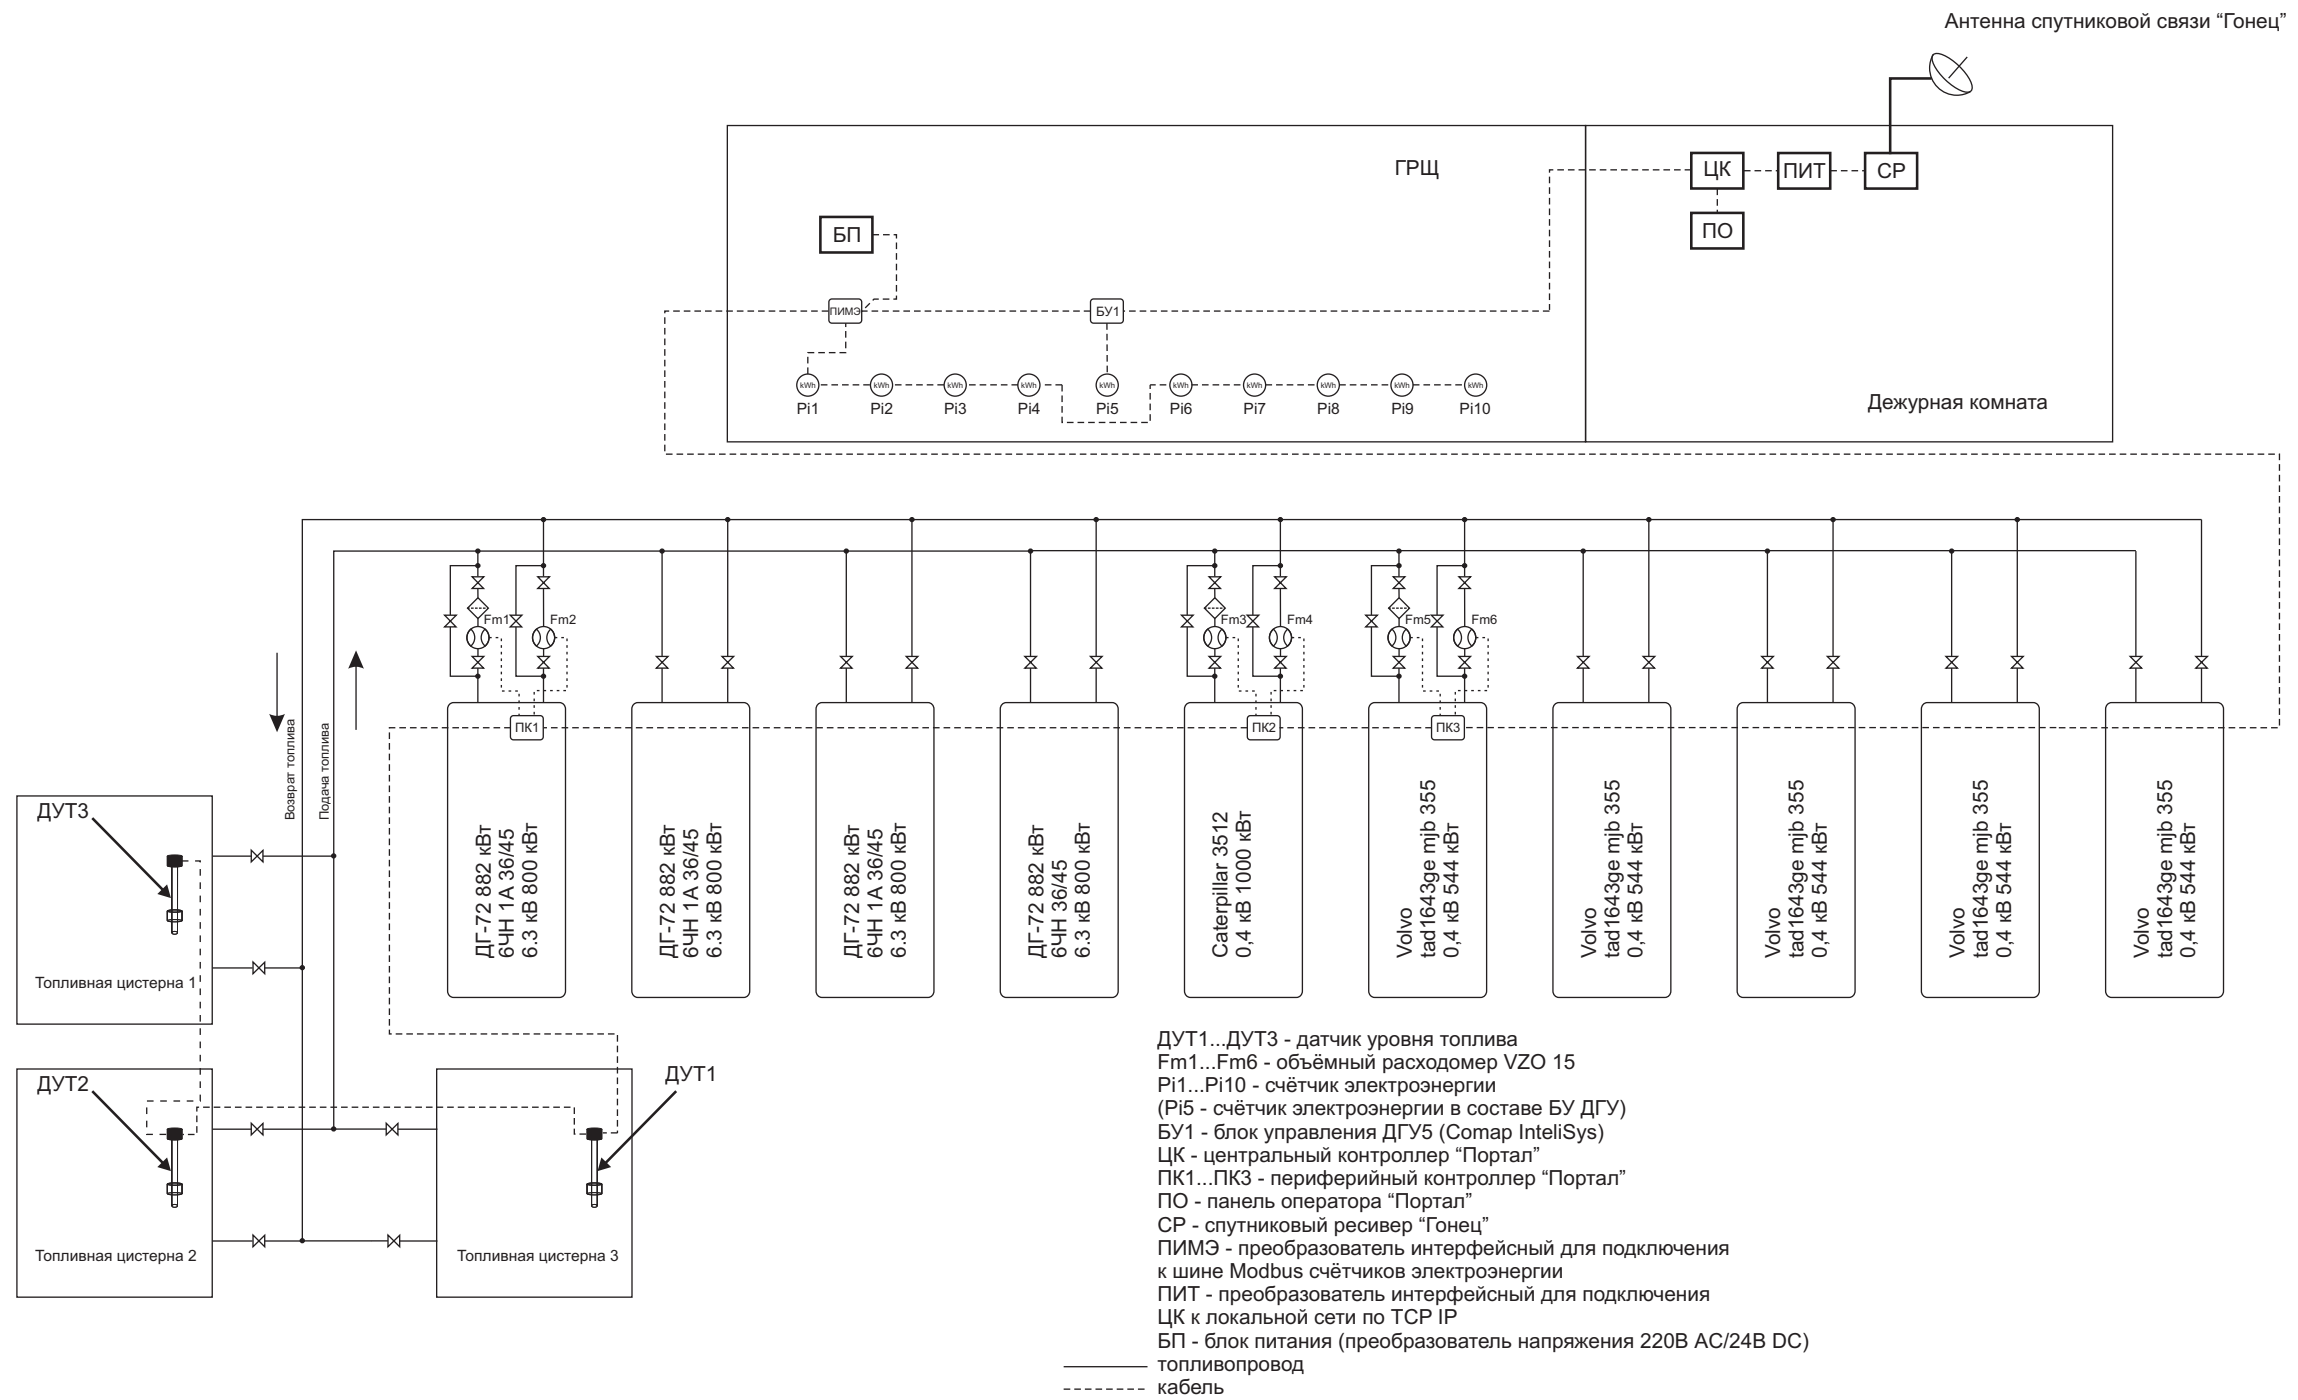 Антенна спутниковой связи “Гонец”
ГРЩ
ЦК
ПИТ
СР
ПО
БП
ПИМЭ
БУ1
kWh
kWh
kWh
kWh
kWh
kWh
kWh
kWh
kWh
kWh
Pi1
Pi2
Pi3
Pi4
Pi5
Pi6
Pi7
Pi8
Pi9
Pi10
Дежурная комната
Fm1
Fm2
Fm3
Fm4
Fm5
Fm6
Возврат топлива
Подача топлива
ПК1
ПК2
ПК3
ДГ-72 882 кВт
6ЧН 1А 36/45
6.3 кВ 800 кВт
ДГ-72 882 кВт
6ЧН 1А 36/45
6.3 кВ 800 кВт
ДГ-72 882 кВт
6ЧН 1А 36/45
6.3 кВ 800 кВт
ДГ-72 882 кВт
6ЧН 36/45
6.3 кВ 800 кВт
Caterpillar 3512
0,4 кВ 1000 кВт
Volvo
tad1643ge mjb 355
0,4 кВ 544 кВт
Volvo
tad1643ge mjb 355
0,4 кВ 544 кВт
Volvo
tad1643ge mjb 355
0,4 кВ 544 кВт
Volvo
tad1643ge mjb 355
0,4 кВ 544 кВт
Volvo
tad1643ge mjb 355
0,4 кВ 544 кВт
ДУТ3
Топливная цистерна 1
ДУТ2
Топливная цистерна 2
ДУТ1
Топливная цистерна 3
ДУТ1...ДУТ3 - датчик уровня топлива
Fm1...Fm6 - объёмный расходомер VZO 15
Pi1...Pi10 - счётчик электроэнергии
(Pi5 - счётчик электроэнергии в составе БУ ДГУ)
БУ1 - блок управления ДГУ5 (Comap InteliSys)
ЦК - центральный контроллер “Портал”
ПК1...ПК3 - периферийный контроллер “Портал”
ПО - панель оператора “Портал”
СР - спутниковый ресивер “Гонец”
ПИМЭ - преобразователь интерфейсный для подключения
к шине Modbus счётчиков электроэнергии
ПИТ - преобразователь интерфейсный для подключения
ЦК к локальной сети по TCP IP
БП - блок питания (преобразователь напряжения 220В AC/24В DC)
топливопровод
кабель